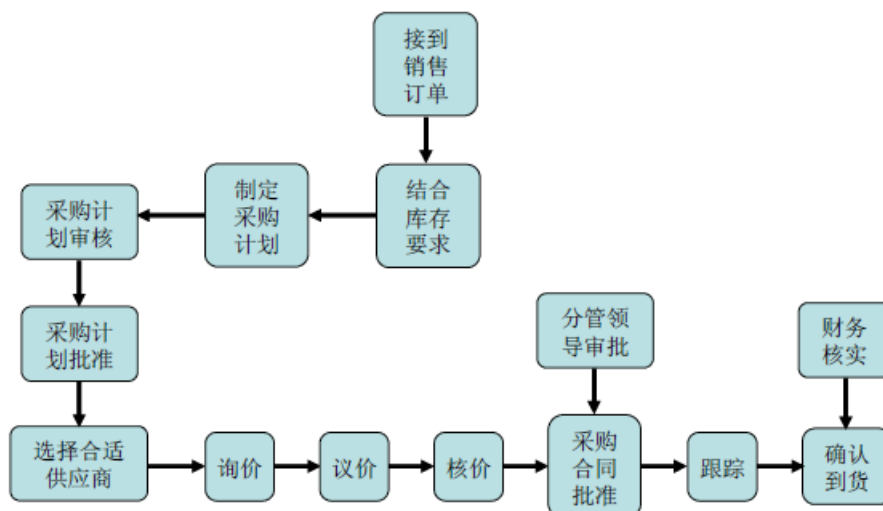 接到
销售
订单
结合
库存
要求
制定
采购
计划
采购计
划审核
采购计
划批准
选择合适
供应商
询价
议价
核价
分管领
导审批
采购
合同
批准
跟踪
财务
核实
确认
到货